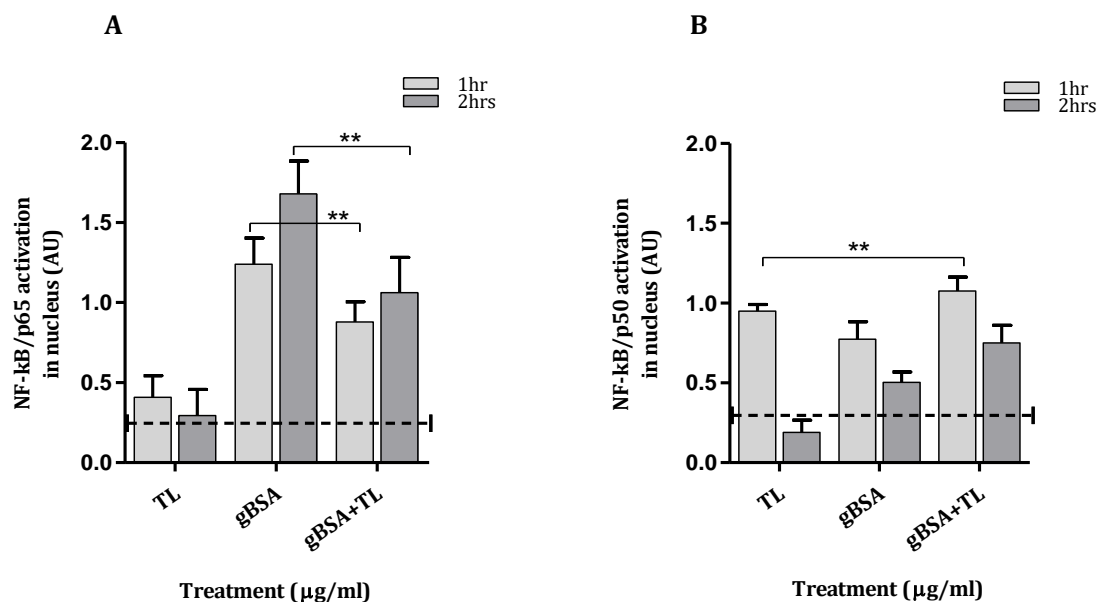 A
1hr
2hrs
NF-kB/p65 activation
in nucleus (AU)
2.0
1.5
1.0
0.5
0.0
**
**
TL
gBSA
gBSA+TL
Treatment (µg/ml)
B
1hr
2hrs
NF-kB/p50 activation
in nucleus (AU)
2.0
1.5
1.0
0.5
0.0
**
TL
gBSA
gBSA+TL
Treatment (µg/ml)